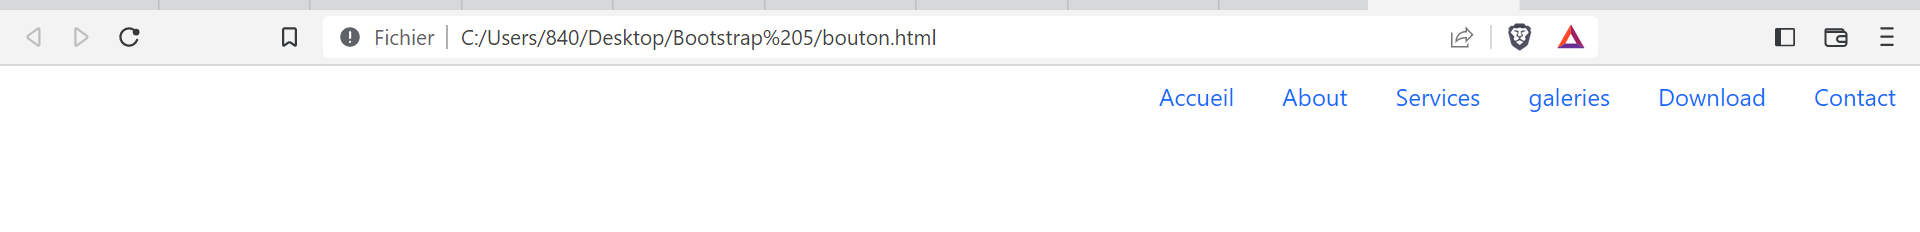 Fichier C:/Users/840/Desktop/Bootstrap%205/bouton.html
Accueil About Services galeries Download Contact